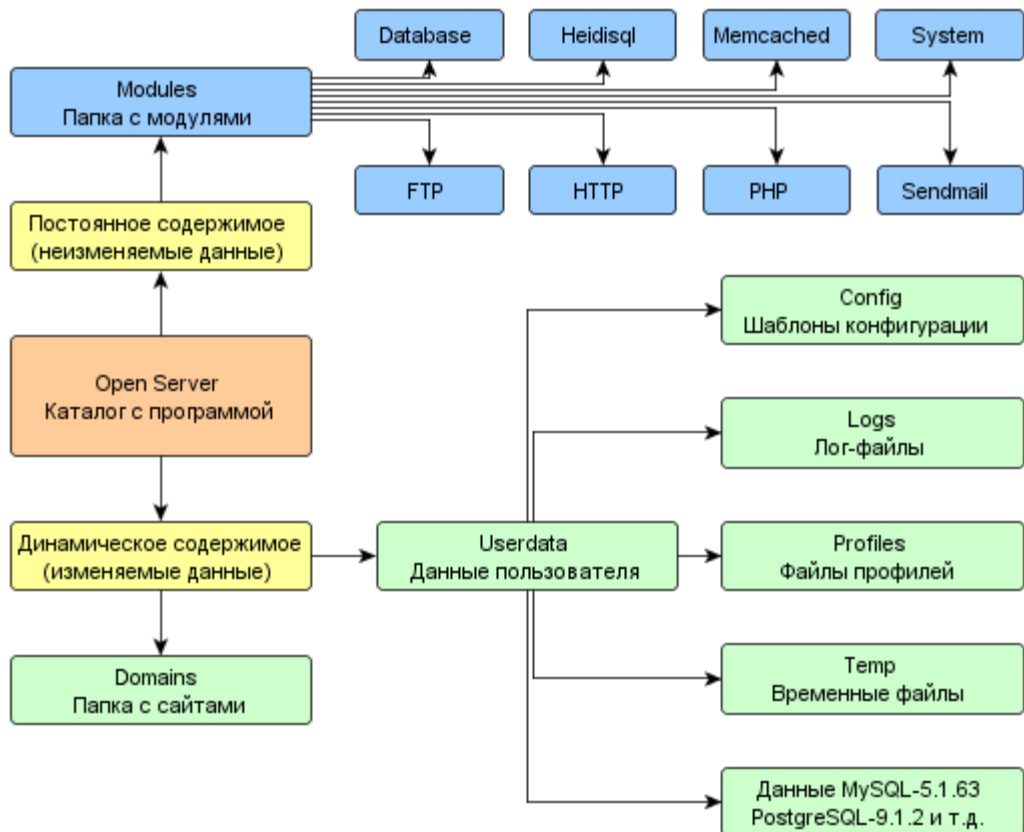 Database
Heidisql
Memcached
System
Modules
Папка с модулями
FTP
HTTP
PHP
Sendmail
Постоянное содержимое
(неизменяемые данные)
Config
Шаблоны конфигурации
Open Server
Каталог с программой
Logs
Лог-файлы
Динамическое содержимое
(изменяемые данные)
Userdata
Данные пользователя
Profiles
Файлы профилей
Domains
Папка с сайтами
Temp
Временные файлы
Данные MySQL-5.1.63
PostgreSQL-9.1.2 и т.д.